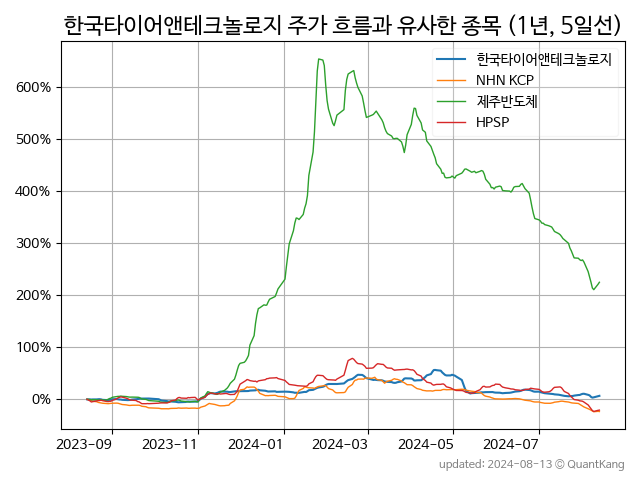 한국타이어앤테크놀로지 주가 흐름과 유사한 종목 (1년, 5일선)
한국타이어앤테크놀로지
NHN KCP
제주반도체
HPSP
600%
500%
400%
300%
200%
100%
0%
2023-09 2023-11 2024-01 2024-03 2024-05 2024-07
updated: 2024-08-13 © QuantKang